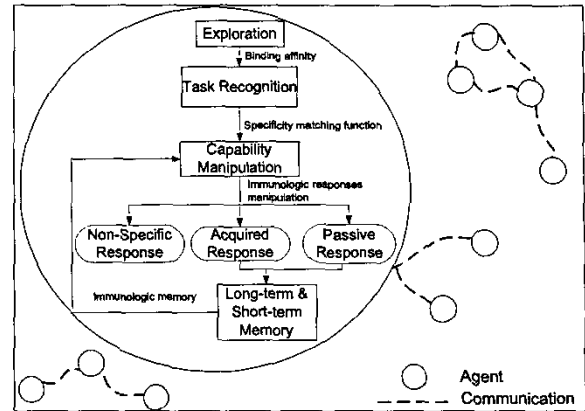 Exploration
Binding affinity
Task Recognition
Specificity matching function
Capability
Manipulation
Immunologic responses
manipulation
Non-Specific
Response
Acquired
Response
Passive
Response
Immunologic memory
Long-term &
Short-term
Memory
Agent
Communication